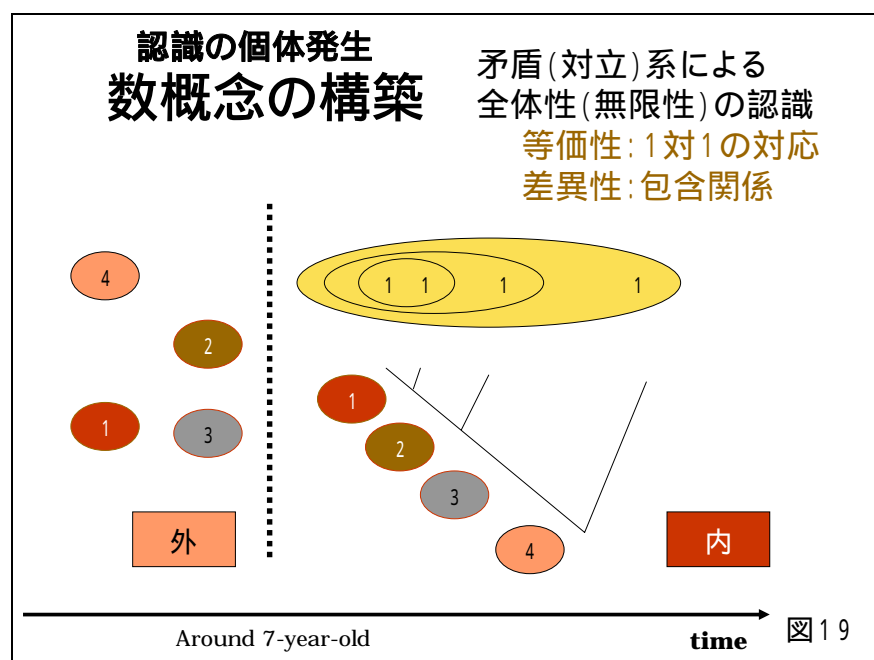 認識の個体発生
数概念の構築
矛盾(対立)系による
全体性(無限性)の認識
等価性:1対1の対応
差異性:包含関係
4
2
1
3
1 1 1 1
1
2
3
4
外
内
Around 7-year-old
time
図19